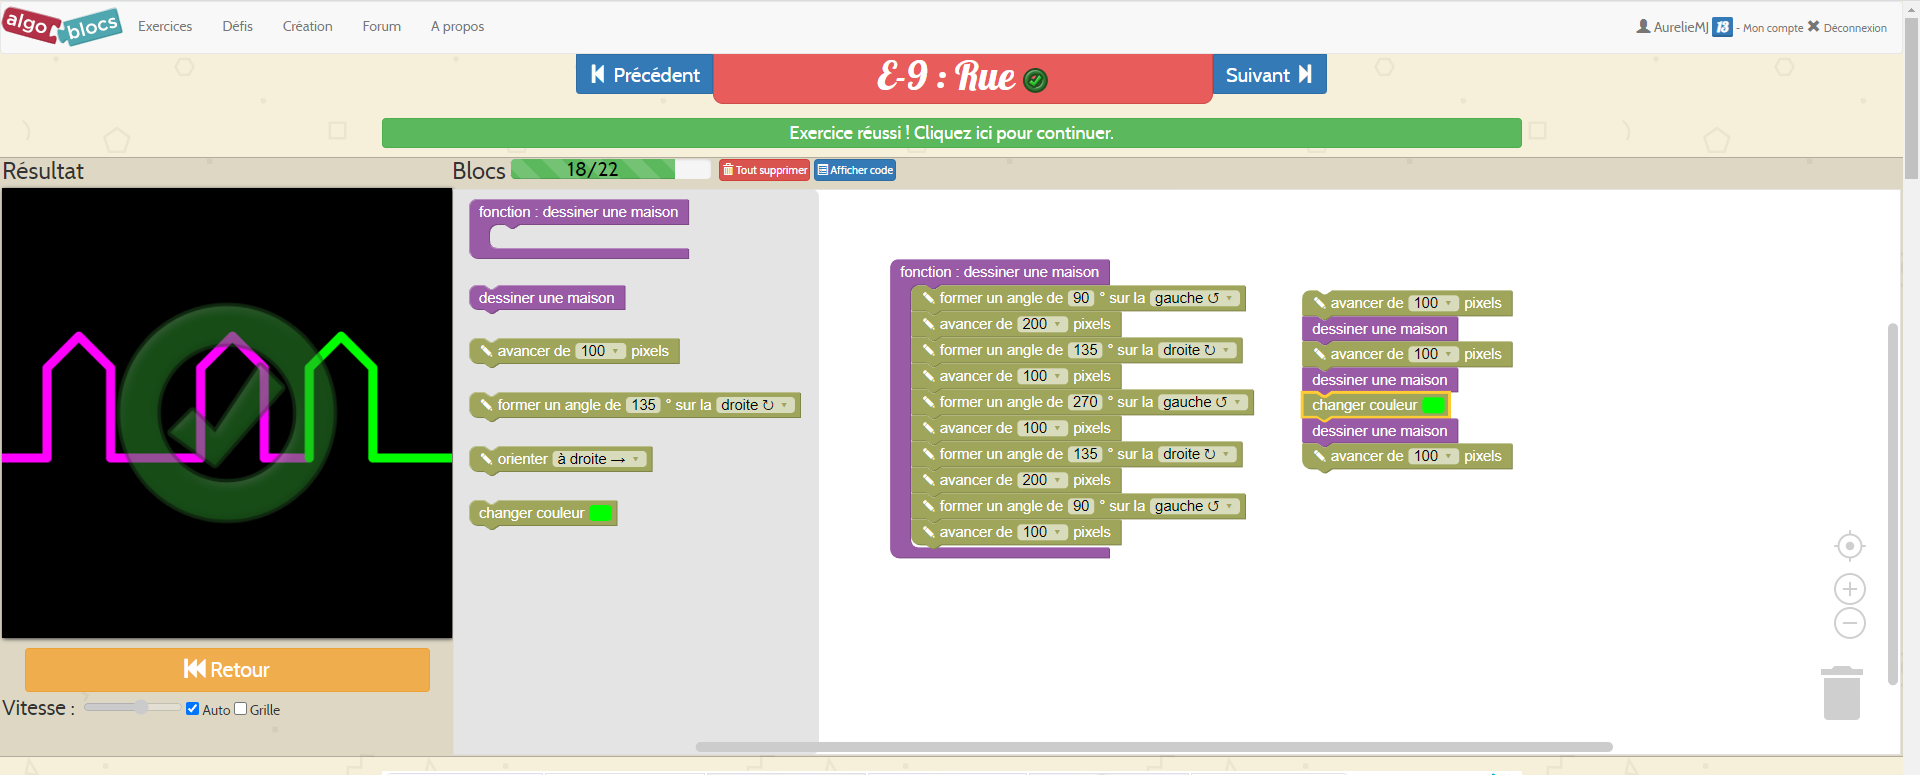 algo blocs
Exercices Défis Création Forum A propos
AurelieMJ 13 - Mon compte ✖ Déconnexion
Précédent
E-9 : Rue
Suivant
Exercice réussi ! Cliquez ici pour continuer.
Résultat
Blocs 18/22 Tout supprimer Afficher code
fonction : dessiner une maison
dessiner une maison
avancer de 100 pixels
former un angle de 135 ° sur la droite ↻
orienter à droite →
changer couleur
fonction : dessiner une maison
former un angle de 90 ° sur la gauche ↺
avancer de 200 pixels
former un angle de 135 ° sur la droite ↻
avancer de 100 pixels
former un angle de 270 ° sur la gauche ↺
avancer de 100 pixels
former un angle de 135 ° sur la droite ↻
avancer de 200 pixels
former un angle de 90 ° sur la gauche ↺
avancer de 100 pixels
avancer de 100 pixels
dessiner une maison
avancer de 100 pixels
dessiner une maison
changer couleur
dessiner une maison
avancer de 100 pixels
Retour
Vitesse : Auto Grille